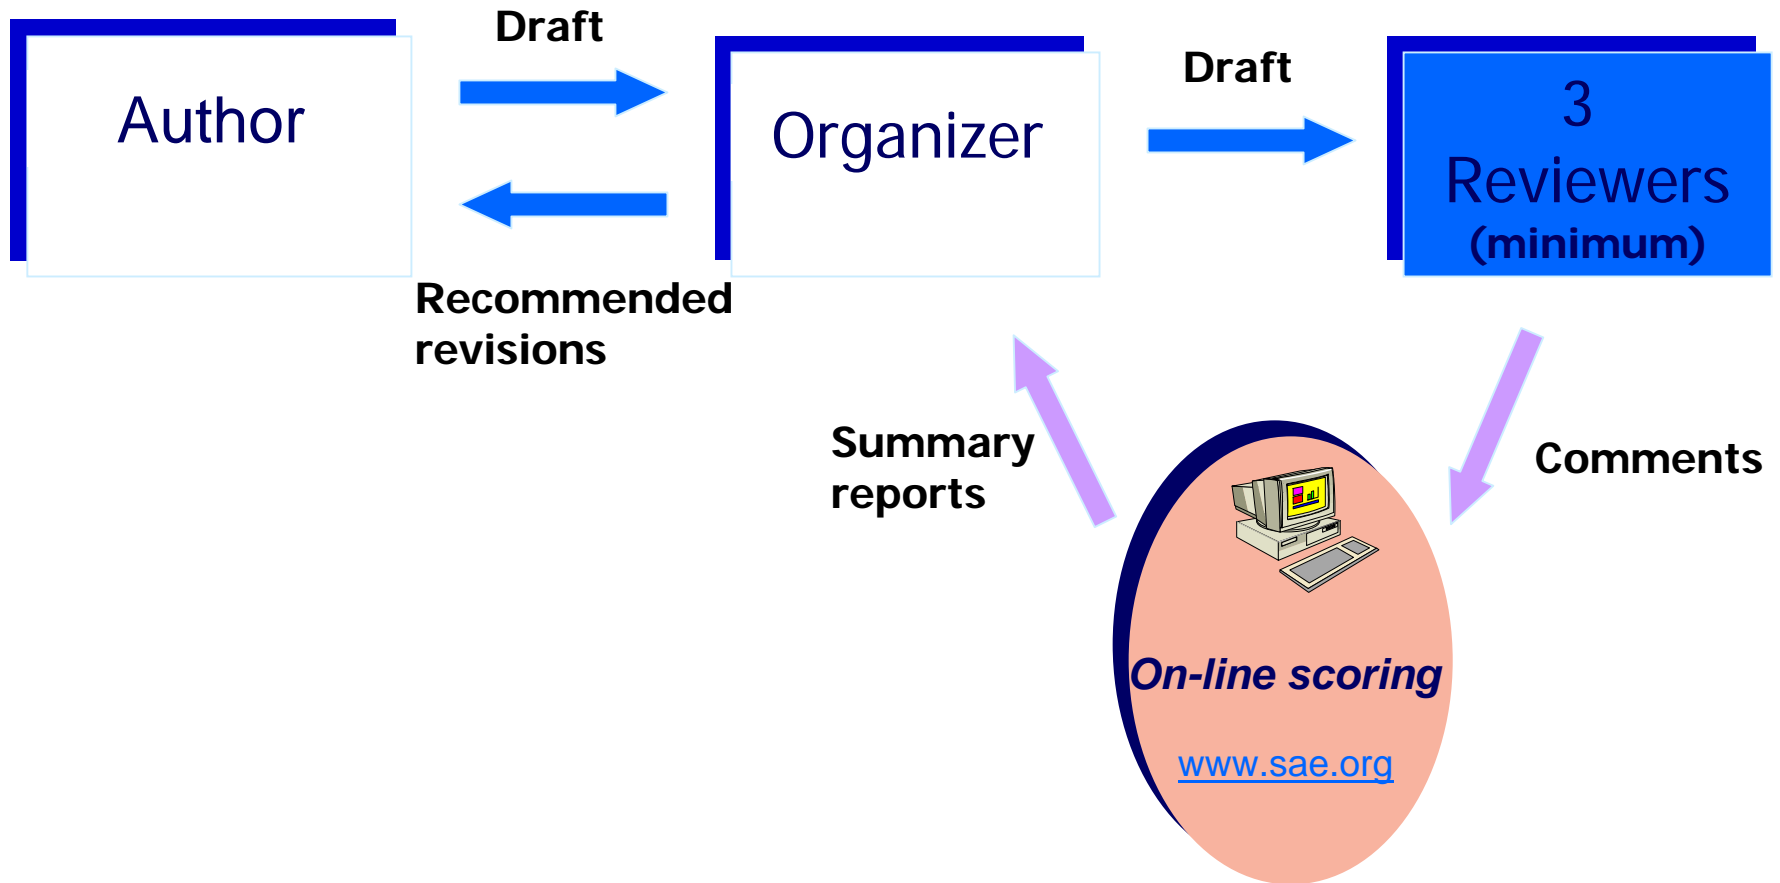 Draft
Author
Organizer
Draft
3
Reviewers
(minimum)
Recommended
revisions
Summary
reports
Comments
On-line scoring
www.sae.org